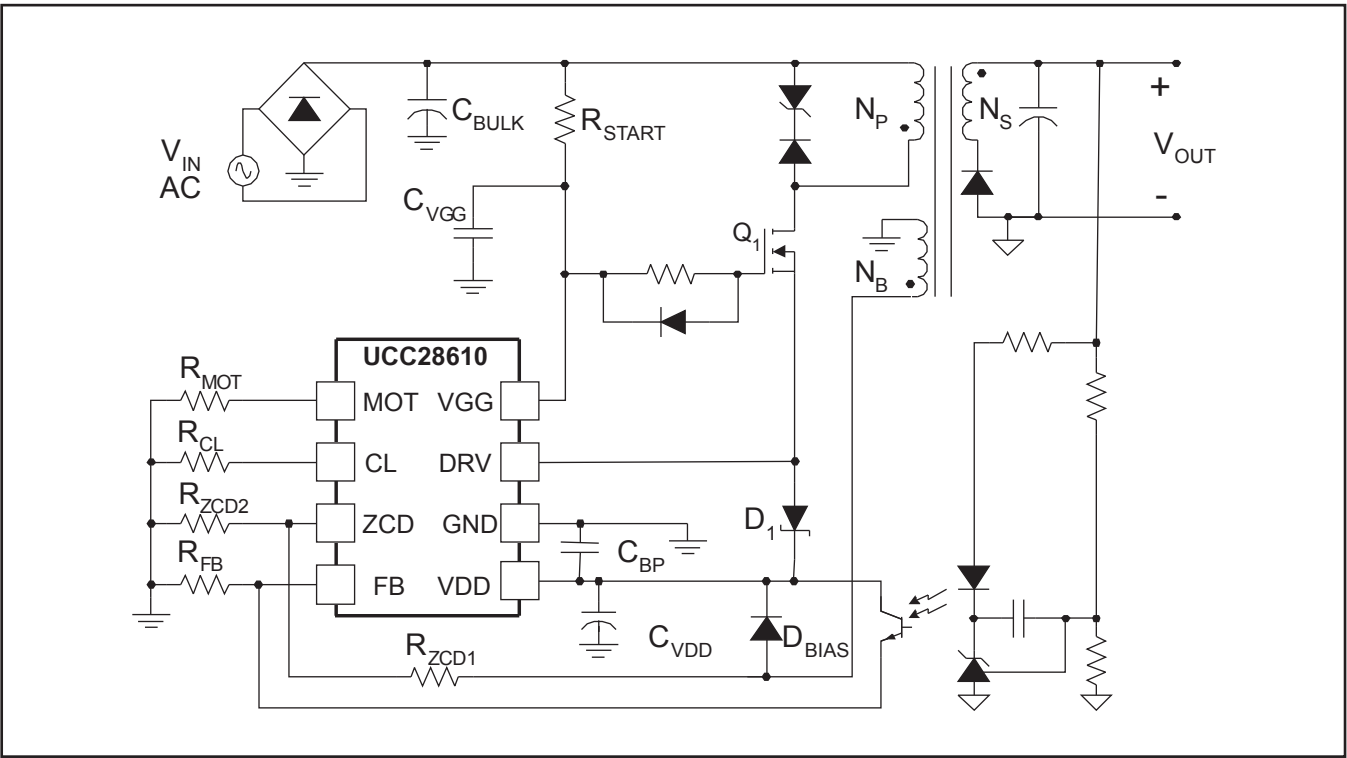 C_BULK
R_START
N_P
N_S
+
V_OUT
-
V_IN
AC
C_VGG
Q_1
N_B
UCC28610
R_MOT
MOT VGG
R_CL
CL DRV
R_ZCD2
ZCD GND
D_1
R_FB
C_BP
FB VDD
C_VDD
D_BIAS
R_ZCD1